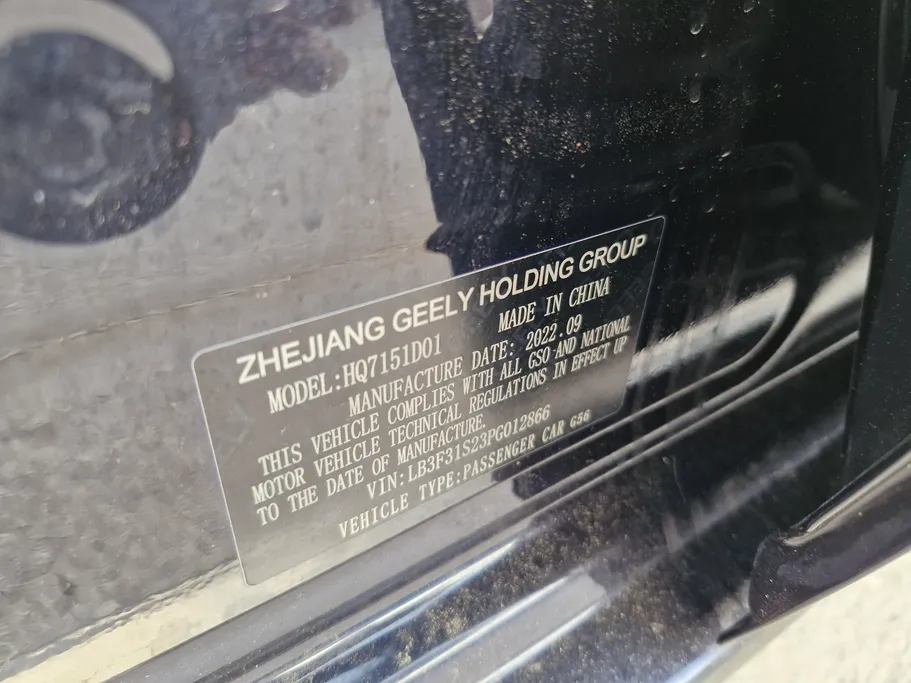 ZHEJIANG GEELY HOLDING GROUP
MODEL:HQ7151D01 MADE IN CHINA
MANUFACTURE DATE: 2022.09
THIS VEHICLE COMPLIES WITH ALL GSO AND NATIONAL
MOTOR VEHICLE TECHNICAL REGULATIONS IN EFFECT UP
TO THE DATE OF MANUFACTURE.
VIN:LB3F31S23PG012866
VEHICLE TYPE:PASSENGER CAR G56